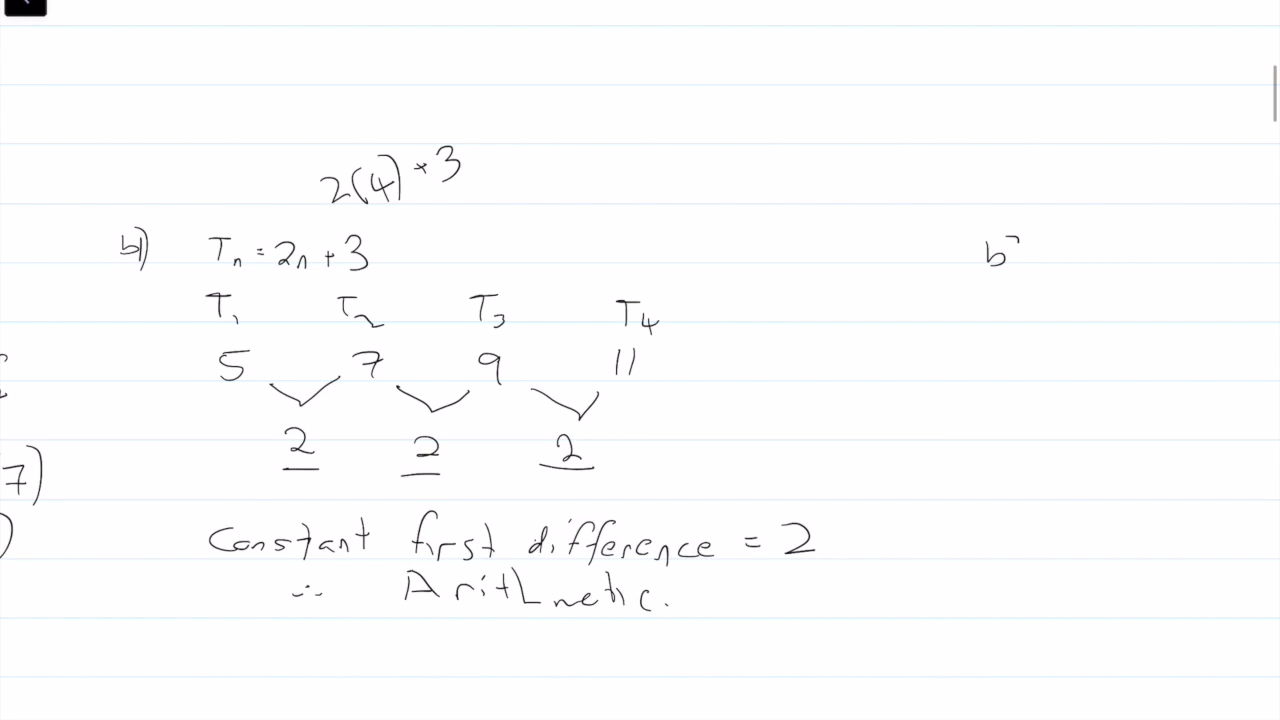 2(4) + 3
b) Tn = 2n + 3
T1 T2 T3 T4
5 7 9 11
2 2 2
7)
)
Constant first difference = 2
∴ Arithmetic.
b